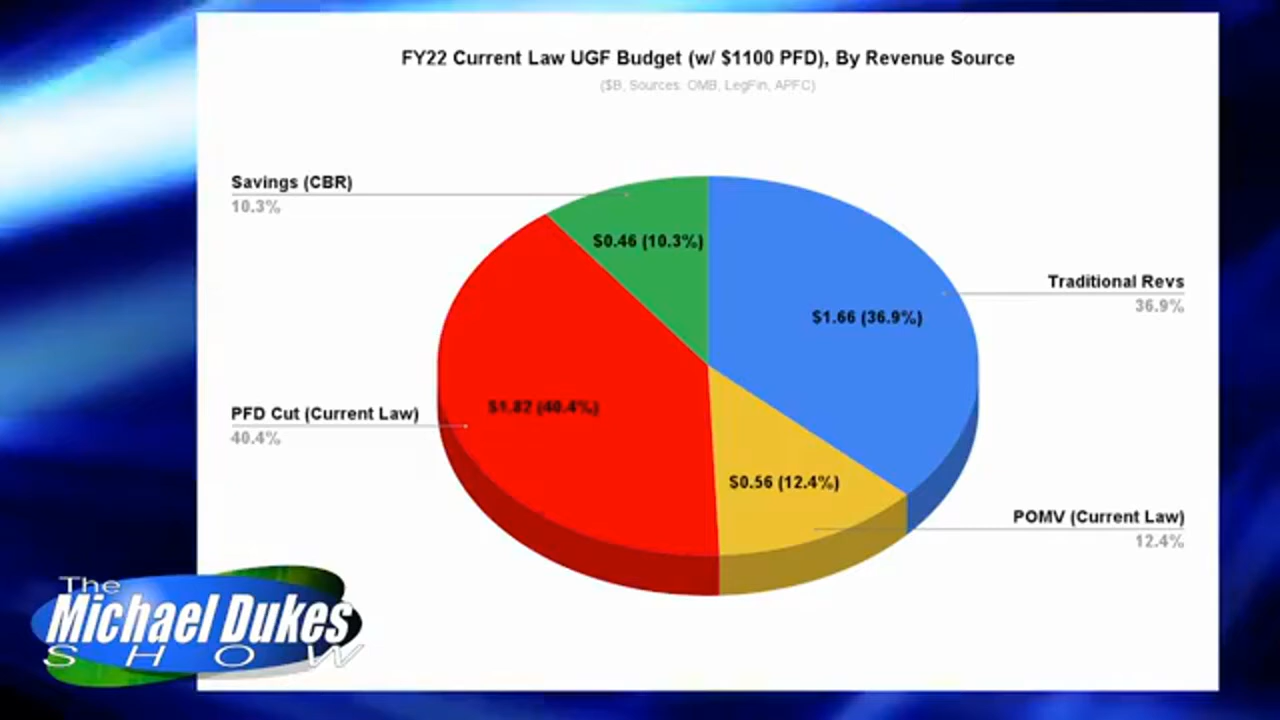 FY22 Current Law UGF Budget (w/ $1100 PFD), By Revenue Source
($B, Sources: OMB, LegFin, APFC)
Savings (CBR)
10.3%
$0.46 (10.3%)
Traditional Revs
36.9%
$1.66 (36.9%)
PFD Cut (Current Law)
40.4%
$1.82 (40.4%)
$0.56 (12.4%)
POMV (Current Law)
12.4%
The
Michael Dukes
SHOW